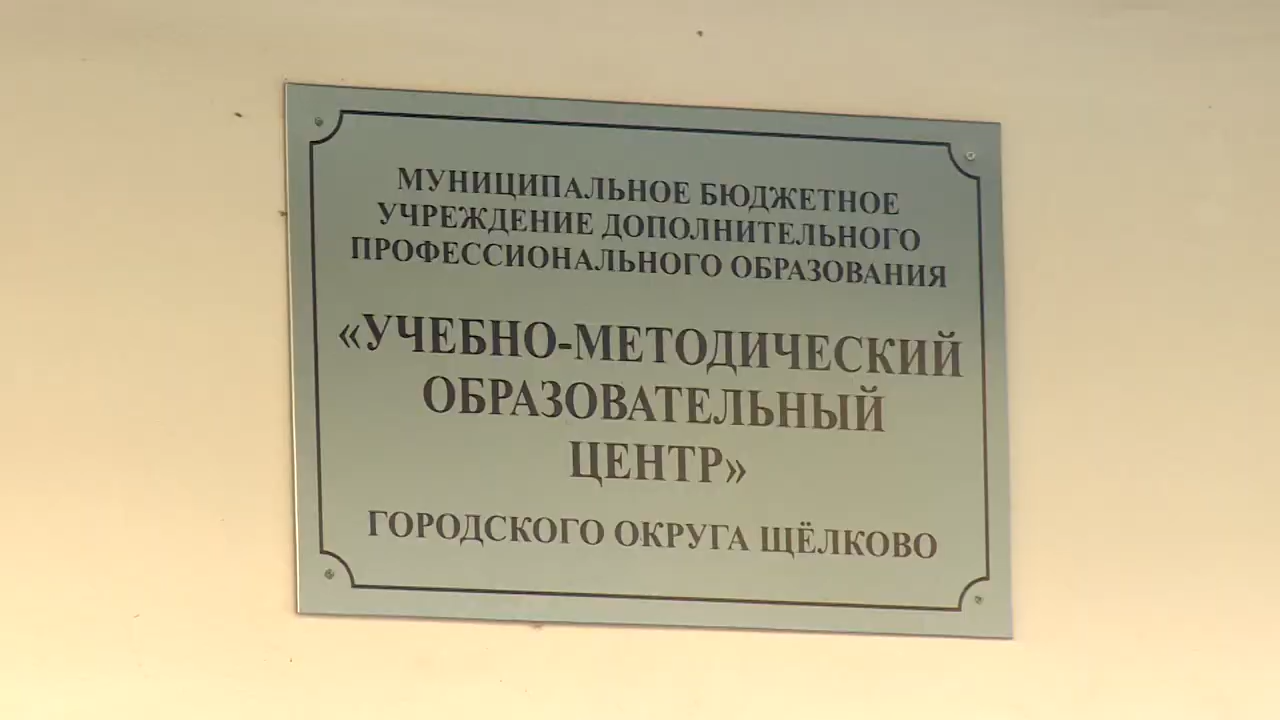 МУНИЦИПАЛЬНОЕ БЮДЖЕТНОЕ
УЧРЕЖДЕНИЕ ДОПОЛНИТЕЛЬНОГО
ПРОФЕССИОНАЛЬНОГО ОБРАЗОВАНИЯ
«УЧЕБНО-МЕТОДИЧЕСКИЙ
ОБРАЗОВАТЕЛЬНЫЙ
ЦЕНТР»
ГОРОДСКОГО ОКРУГА ЩЁЛКОВО